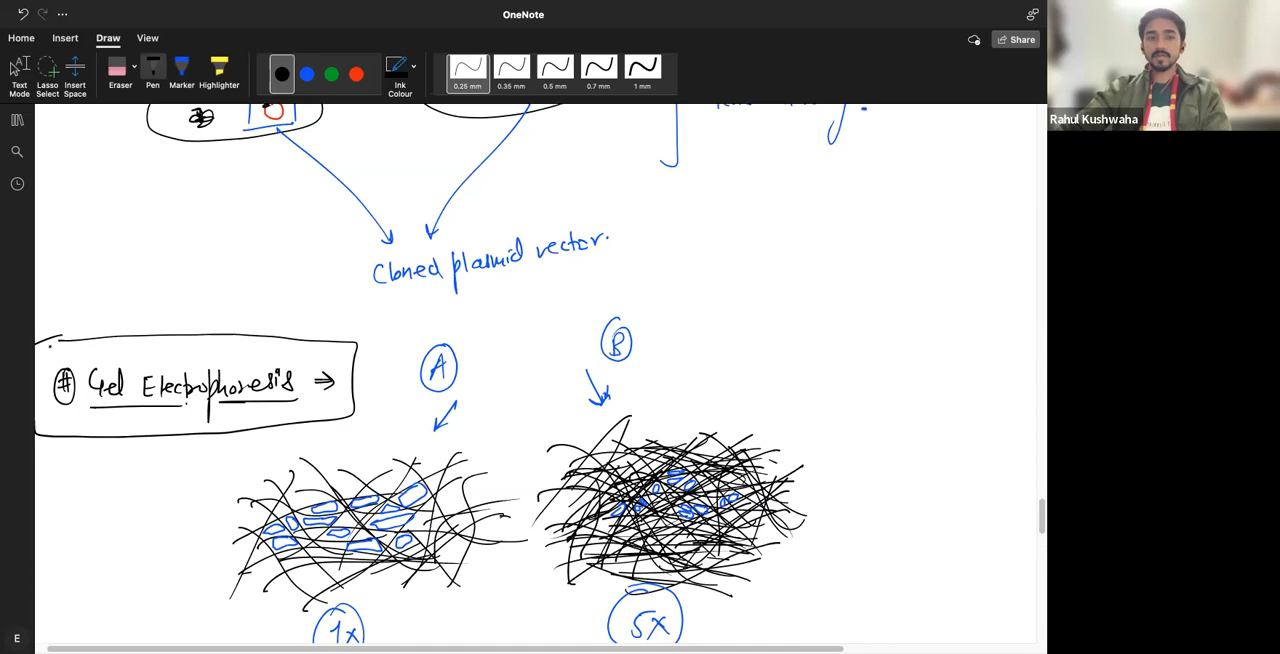 OneNote
Home Insert Draw View
Share
Text Mode
Lasso Select
Insert Space
Eraser
Pen
Marker
Highlighter
Ink Colour
0.25 mm
0.35 mm
0.5 mm
0.7 mm
1 mm
Rahul Kushwaha
Cloned plasmid vector.
# Gel Electrophoresis ⇒
A
B
1x
5x
E